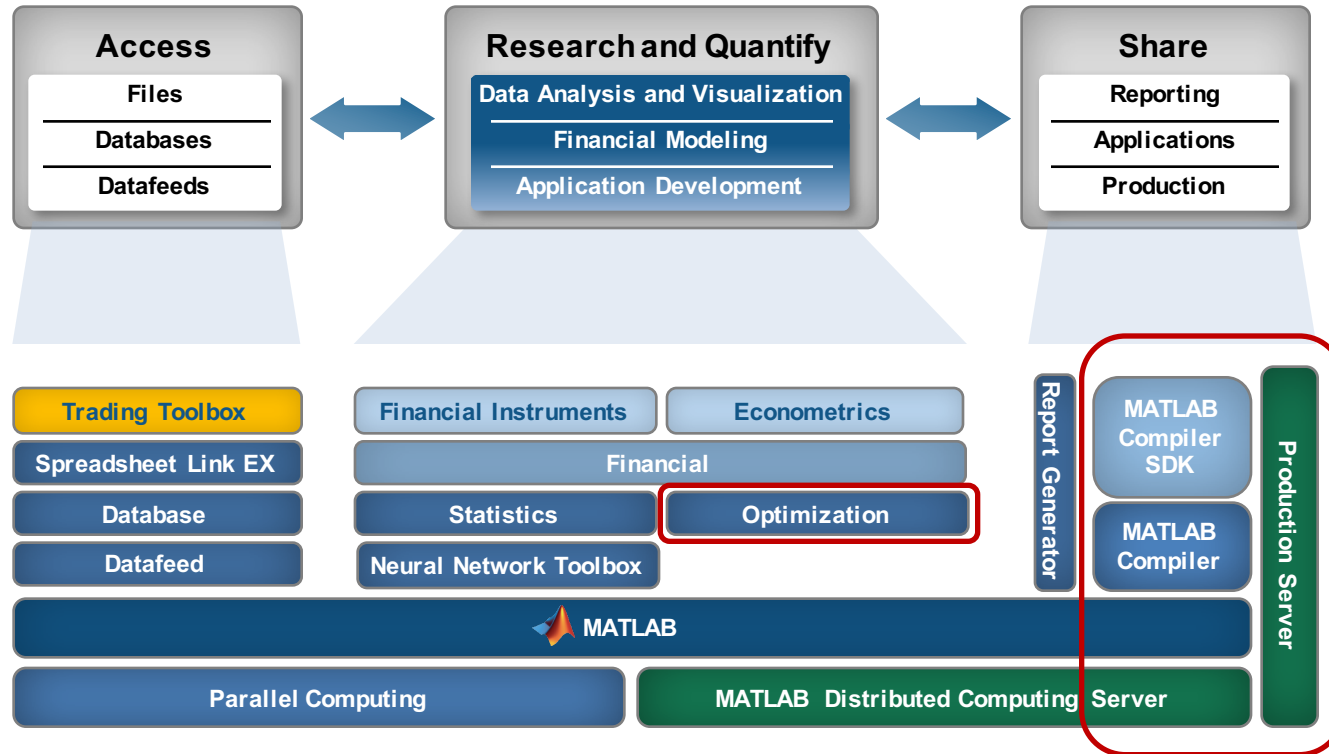 Access
Files
Databases
Datafeeds
Research and Quantify
Data Analysis and Visualization
Financial Modeling
Application Development
Share
Reporting
Applications
Production
Trading Toolbox
Spreadsheet Link EX
Database
Datafeed
Financial Instruments
Econometrics
Financial
Statistics
Optimization
Neural Network Toolbox
Report Generator
MATLAB
Compiler
SDK
MATLAB
Compiler
Production Server
MATLAB
Parallel Computing
MATLAB Distributed Computing Server